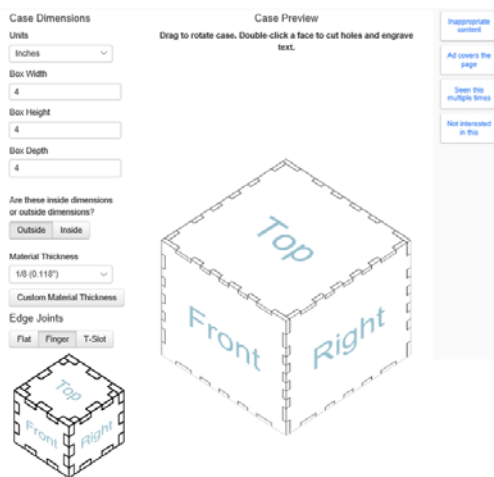 Case Dimensions
Units
Inches
Box Width
4
Box Height
4
Box Depth
4
Are these inside dimensions
or outside dimensions?
Outside Inside
Material Thickness
1/8 (0.118")
Custom Material Thickness
Edge Joints
Flat Finger T-Slot
Top
Front Right
Case Preview
Drag to rotate case. Double-click a face to cut holes and engrave
text.
Top
Front Right
Inappropriate
content
Ad covers the
page
Seen this
multiple times
Not interested
in this